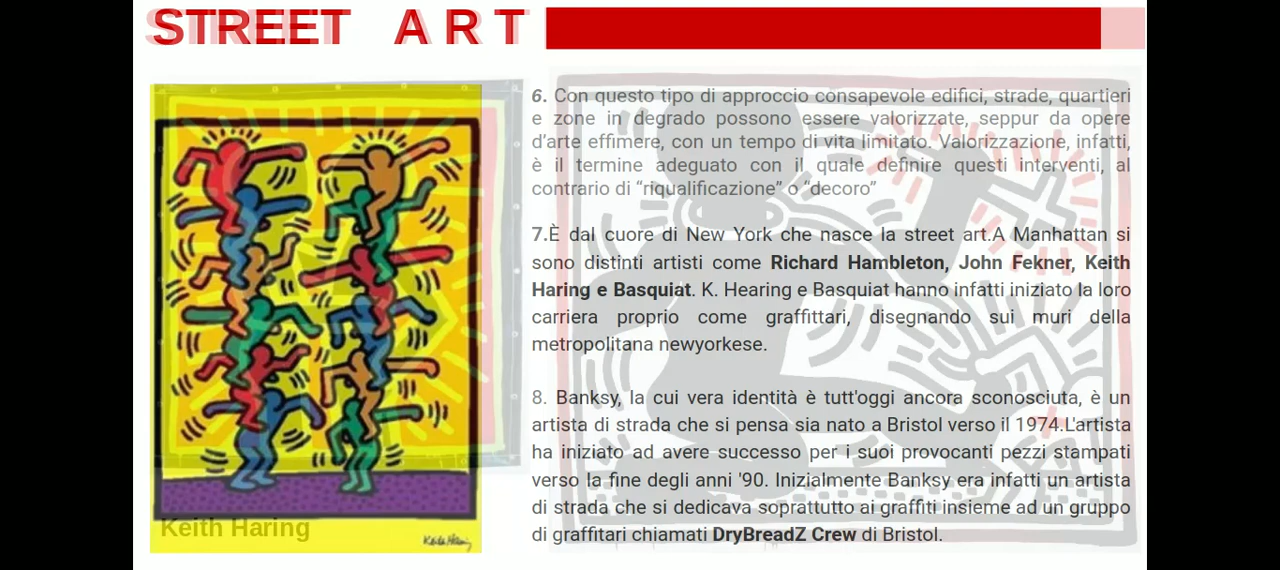 STREET ART
6. Con questo tipo di approccio consapevole edifici, strade, quartieri
e zone in degrado possono essere valorizzate, seppur da opere
d'arte effimere, con un tempo di vita limitato. Valorizzazione, infatti,
è il termine adeguato con il quale definire questi interventi, al
contrario di “riqualificazione” o “decoro”
7.È dal cuore di New York che nasce la street art.A Manhattan si
sono distinti artisti come Richard Hambleton, John Fekner, Keith
Haring e Basquiat. K. Hearing e Basquiat hanno infatti iniziato la loro
carriera proprio come graffittari, disegnando sui muri della
metropolitana newyorkese.
8. Banksy, la cui vera identità è tutt'oggi ancora sconosciuta, è un
artista di strada che si pensa sia nato a Bristol verso il 1974.L'artista
ha iniziato ad avere successo per i suoi provocanti pezzi stampati
verso la fine degli anni '90. Inizialmente Banksy era infatti un artista
di strada che si dedicava soprattutto ai graffiti insieme ad un gruppo
di graffittari chiamati DryBreadZ Crew di Bristol.
Keith Haring
Keith Haring